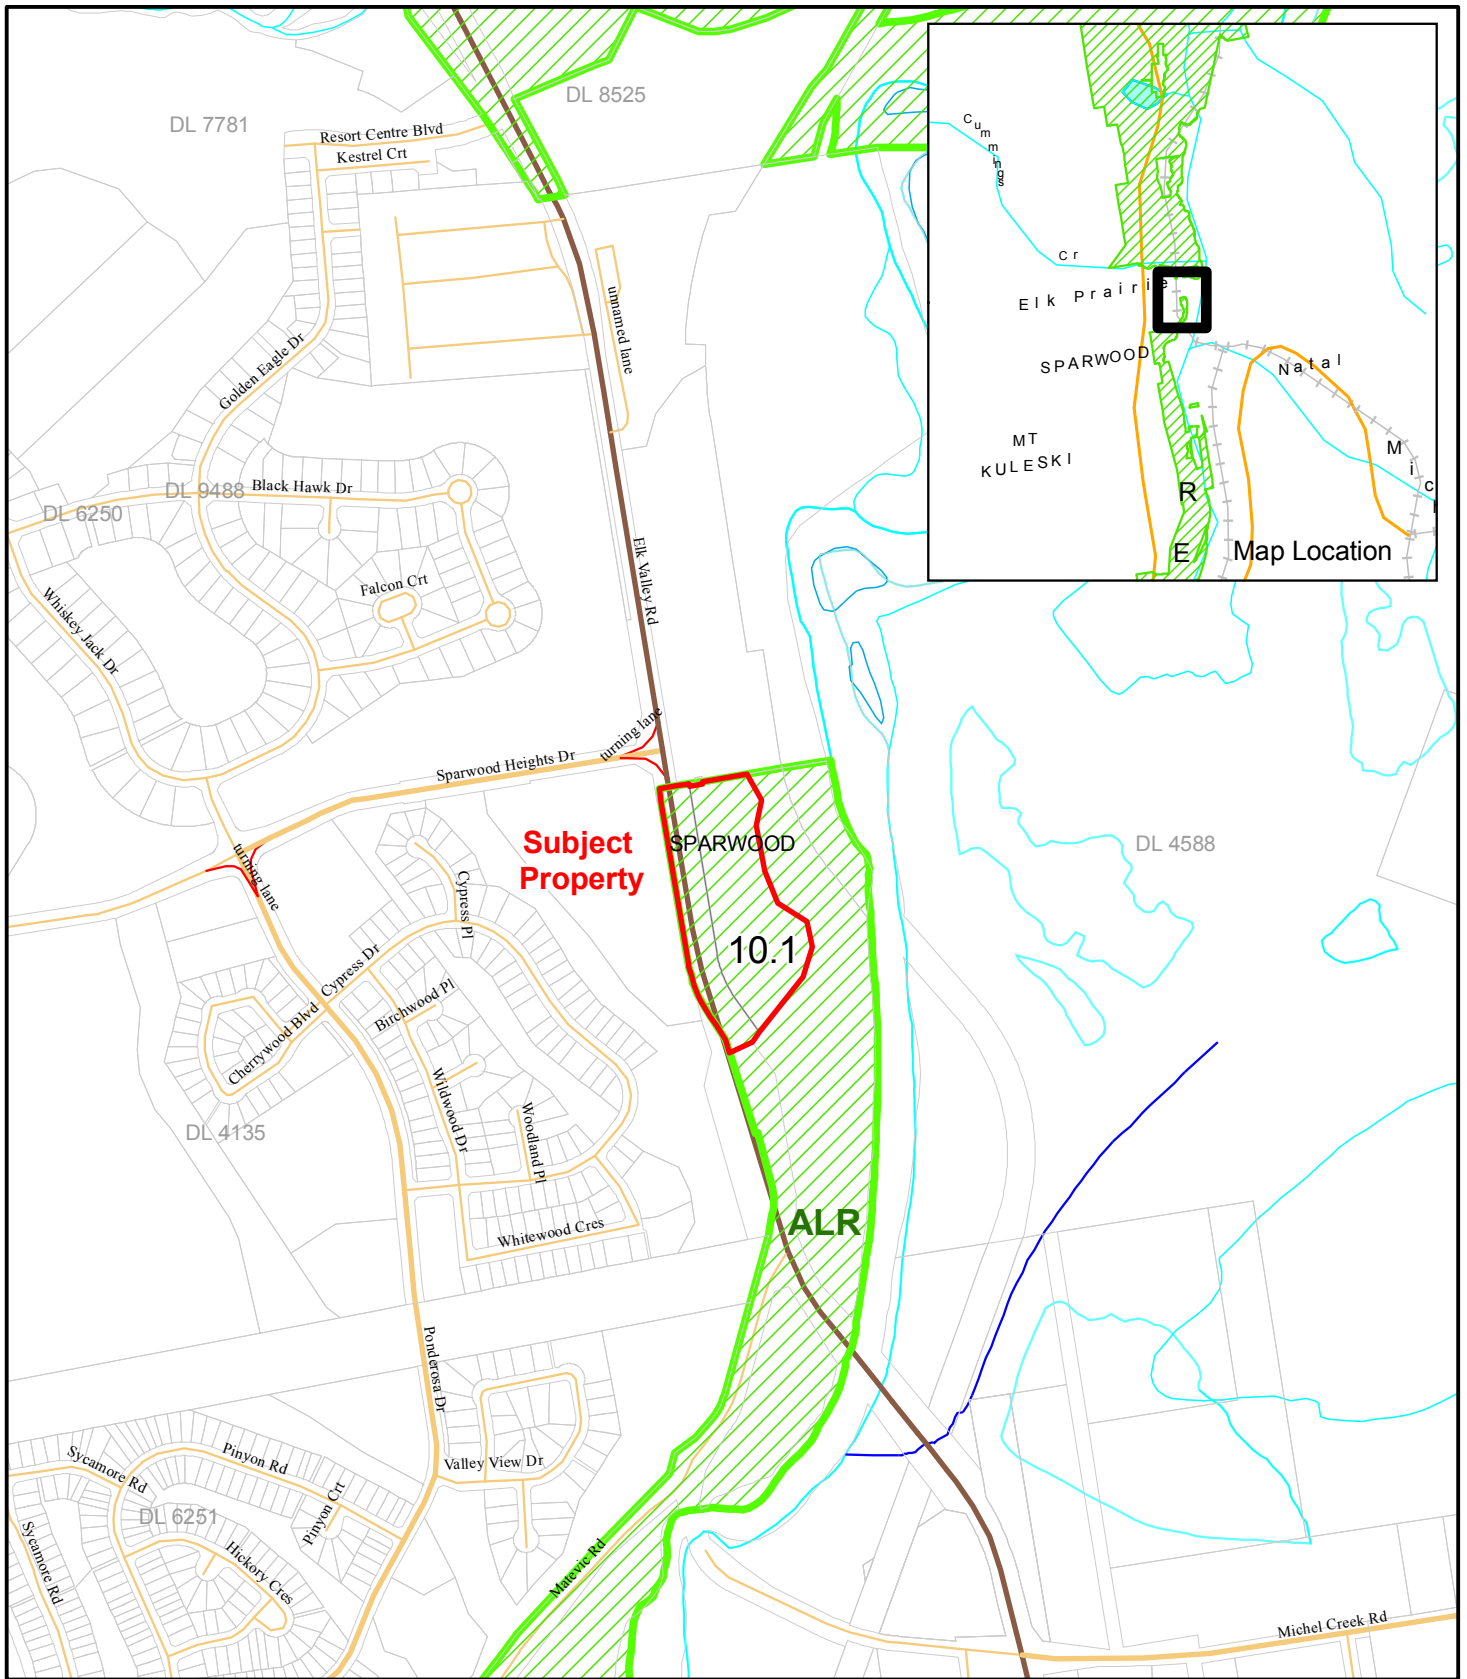 DL 8525
DL 7781
Resort Centre Blvd
Kestrel Crt
unnamed lane
Golden Eagle Dr
DL 9488
Black Hawk Dr
DL 6250
Elk Valley Rd
Falcon Crt
Whiskey Jack Dr
turning lane
Sparwood Heights Dr
Subject
Property
SPARWOOD
10.1
DL 4588
turning lane
Cypress Pl
Cypress Dr
Birchwood Pl
Cherrywood Blvd
Wildwood Dr
Woodland Pl
DL 4135
Whitewood Cres
ALR
Ponderosa Dr
Valley View Dr
Pinyon Rd
Sycamore Rd
Pinyon Crt
DL 6251
Hickory Cres
Sycamore Rd
Matevic Rd
Michel Creek Rd
Cummings
Cr
Elk Prairie
SPARWOOD
Natal
MT
KULESKI
Mic
R
E
Map Location